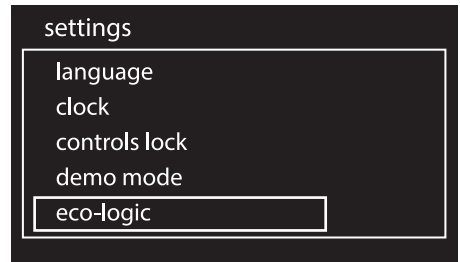 settings
language
clock
controls lock
demo mode
eco-logic